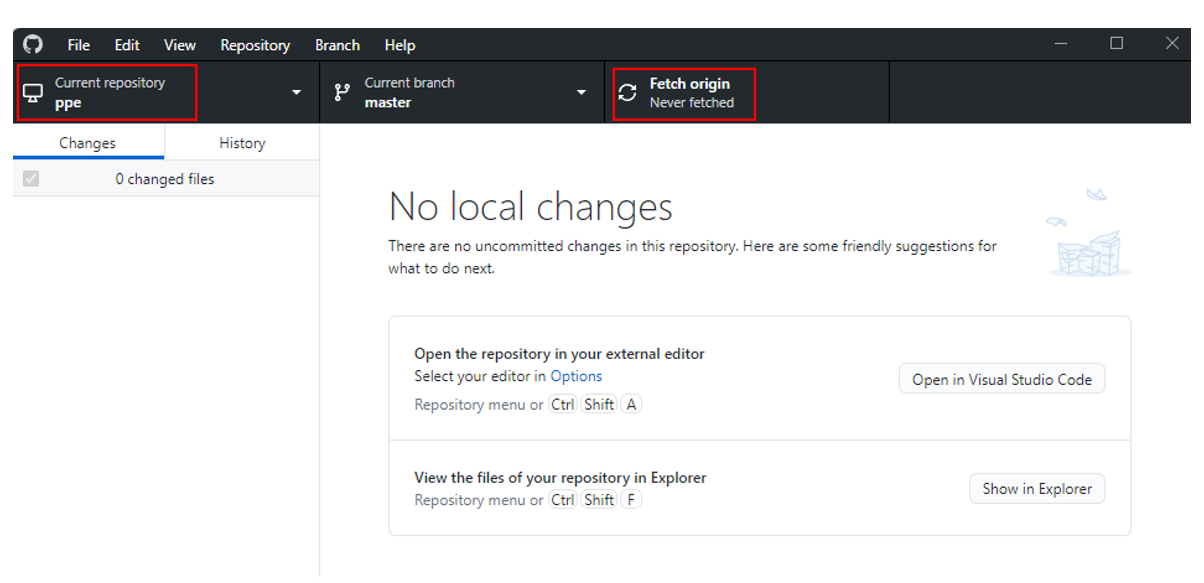 File Edit View Repository Branch Help
Current repository
ppe
Current branch
master
Fetch origin
Never fetched
Changes
History
0 changed files
No local changes
There are no uncommitted changes in this repository. Here are some friendly suggestions for
what to do next.
Open the repository in your external editor
Select your editor in Options
Repository menu or Ctrl Shift A
Open in Visual Studio Code
View the files of your repository in Explorer
Repository menu or Ctrl Shift F
Show in Explorer